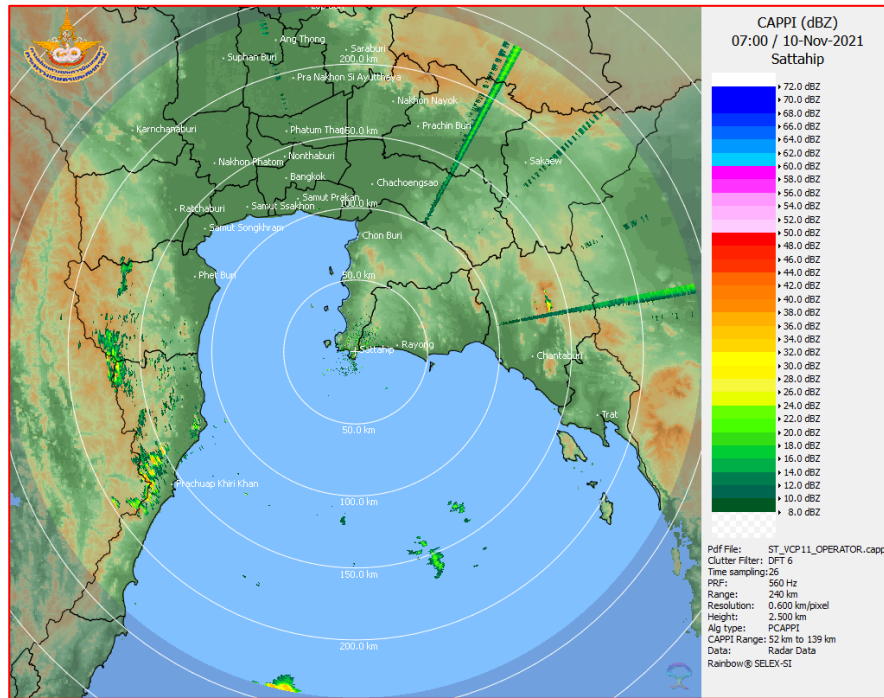 CAPPI (dBZ)
07:00 / 10-Nov-2021
Sattahip
72.0 dBZ
70.0 dBZ
68.0 dBZ
66.0 dBZ
64.0 dBZ
62.0 dBZ
60.0 dBZ
58.0 dBZ
56.0 dBZ
54.0 dBZ
52.0 dBZ
50.0 dBZ
48.0 dBZ
46.0 dBZ
44.0 dBZ
42.0 dBZ
40.0 dBZ
38.0 dBZ
36.0 dBZ
34.0 dBZ
32.0 dBZ
30.0 dBZ
28.0 dBZ
26.0 dBZ
24.0 dBZ
22.0 dBZ
20.0 dBZ
18.0 dBZ
16.0 dBZ
14.0 dBZ
12.0 dBZ
10.0 dBZ
8.0 dBZ
Pdf File: ST_VCP11_OPERATOR.capp
Clutter Filter: DFT 6
Time sampling:26
PRF: 560 Hz
Range: 240 km
Resolution: 0.600 km/pixel
Height: 2.500 km
Alg type: PCAPPI
CAPPI Range: 52 km to 139 km
Data: Radar Data
Rainbow® SELEX-SI
Ang Thong
Saraburi
Suphan Buri
200.0 km
Pra Nakhon Si Ayutthaya
Nakhon Nayok
Karnchanaburi
Phatum Thani
150.0 km
Prachin Buri
Nonthaburi
Nakhon Phatom
Sakaew
Bangkok
Chachoengsao
Samut Prakan
Ratchaburi
Samut Ssakhon
100.0 km
Samut Songkhram
Chon Buri
Phet Buri
50.0 km
Sattahip
Rayong
Chantaburi
Trat
50.0 km
Prachuap Khiri Khan
100.0 km
150.0 km
200.0 km